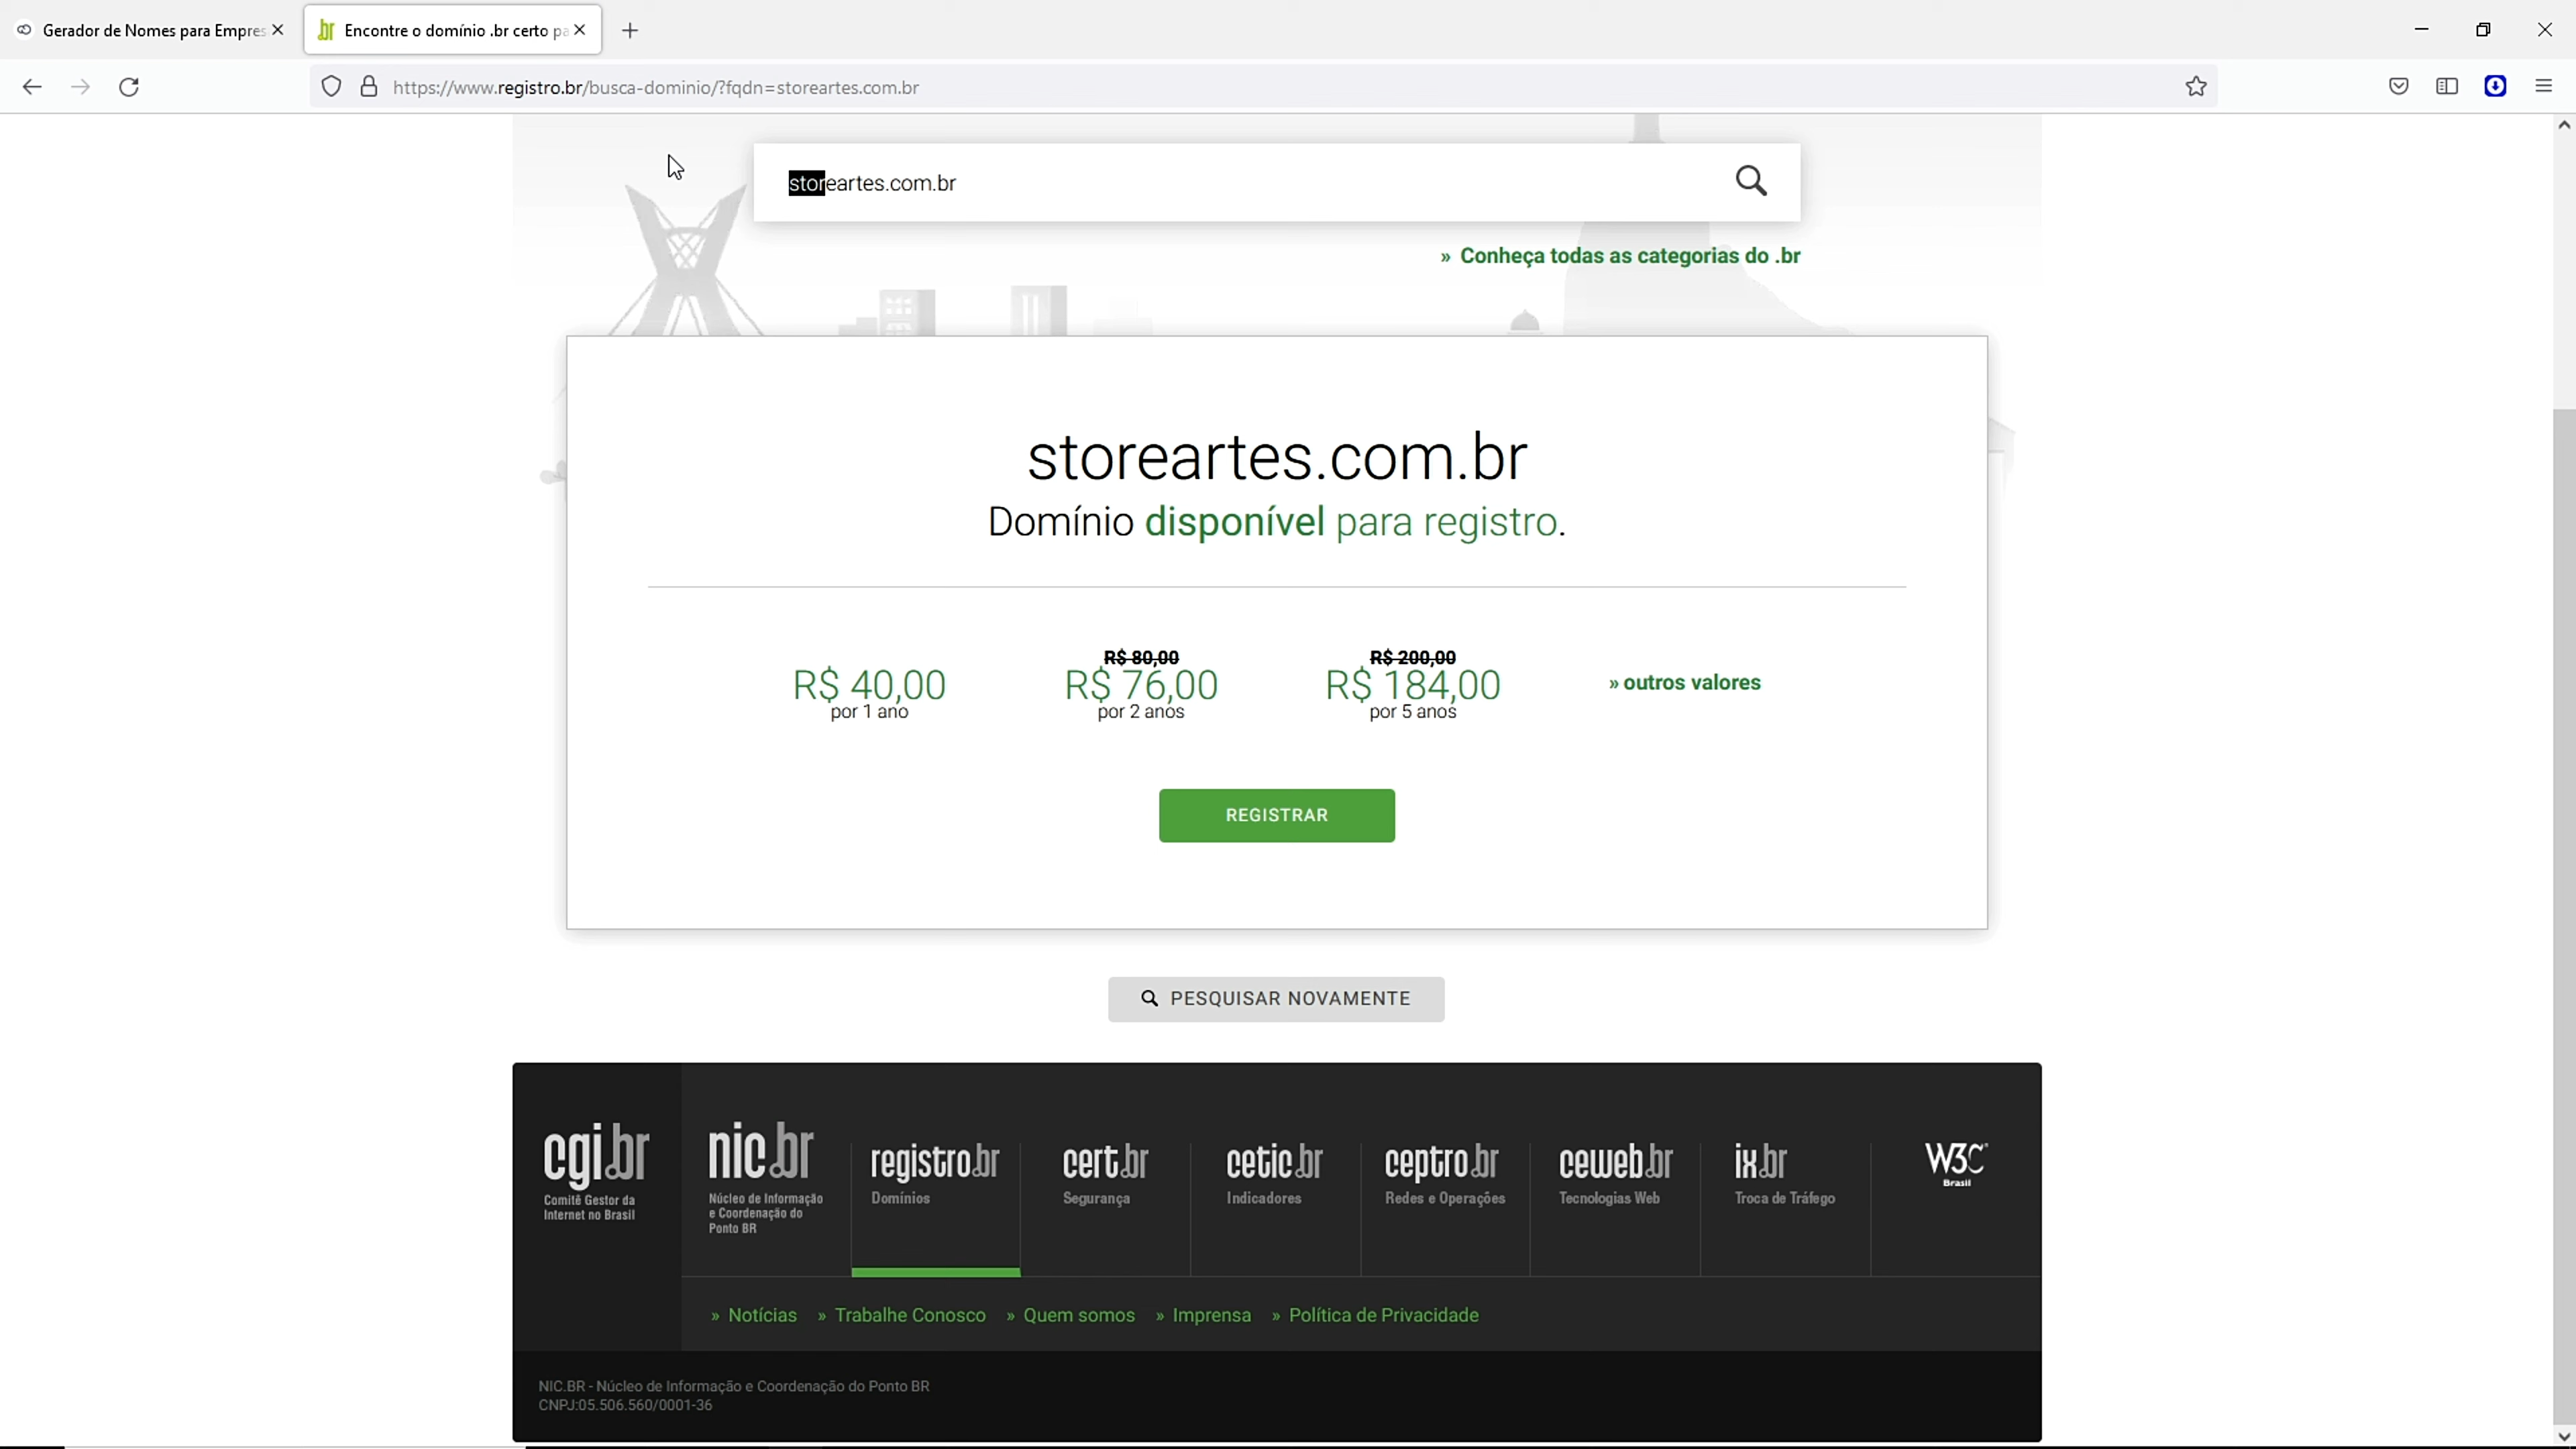 Gerador de Nomes para Empres
Encontre o domínio .br certo pa
https://www.registro.br/busca-dominio/?fqdn=storeartes.com.br
storeartes.com.br
» Conheça todas as categorias do .br
storeartes.com.br
Domínio disponível para registro.
R$ 80,00
R$ 200,00
R$ 40,00
R$ 76,00
R$ 184,00
» outros valores
por 1 ano
por 2 anos
por 5 anos
REGISTRAR
PESQUISAR NOVAMENTE
cgi.br
Comitê Gestor da
Internet no Brasil
nic.br
Núcleo de Informação
e Coordenação do
Ponto BR
registro.br
Domínios
cert.br
Segurança
cetic.br
Indicadores
ceptro.br
Redes e Operações
ceweb.br
Tecnologias Web
ix.br
Troca de Tráfego
W3C
Brasil
» Notícias » Trabalhe Conosco » Quem somos » Imprensa » Política de Privacidade
NIC.BR - Núcleo de Informação e Coordenação do Ponto BR
CNPJ:05.506.560/0001-36